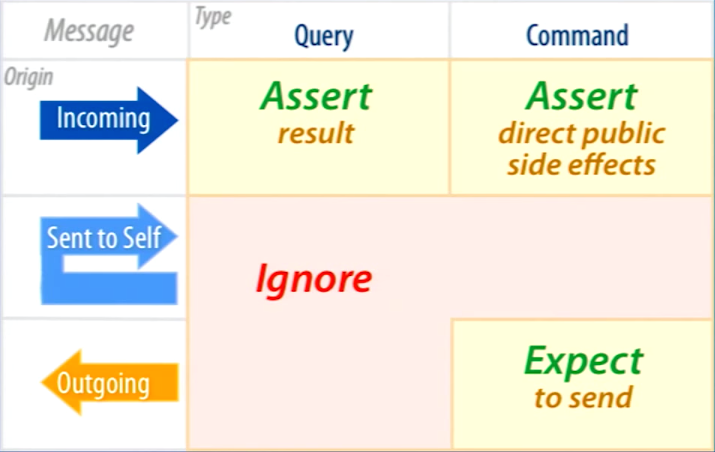 Message
Type
Query
Command
Origin
Incoming
Assert
result
Assert
direct public
side effects
Sent to Self
Ignore
Outgoing
Expect
to send